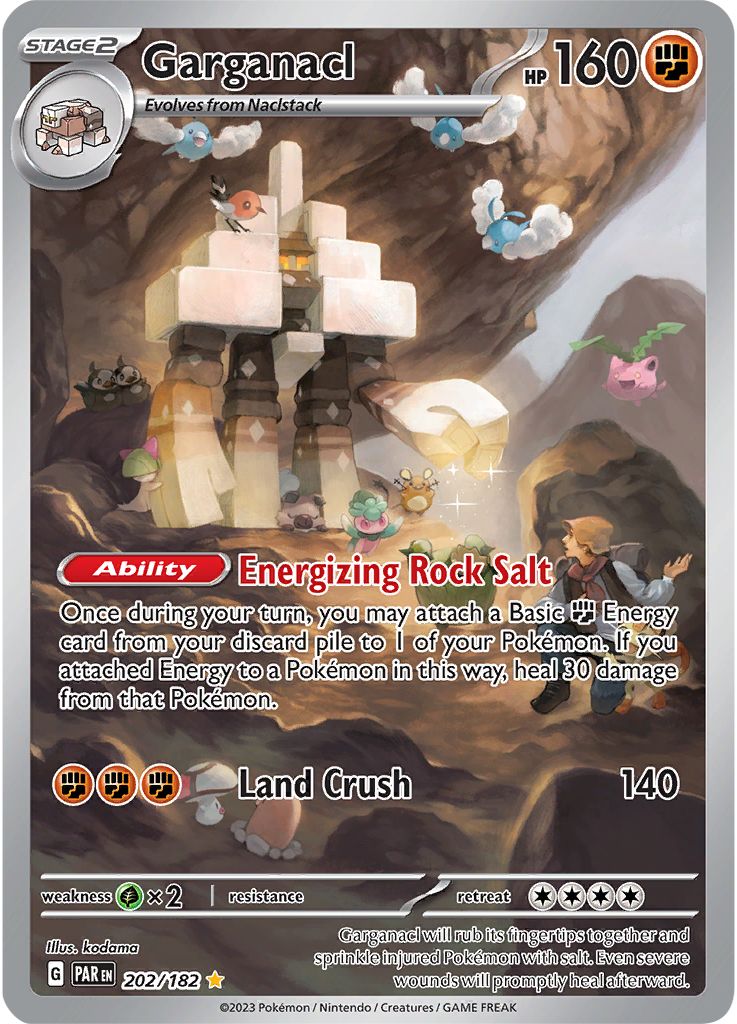 STAGE2
Garganacl
HP 160
Evolves from Naclstack
Ability
Energizing Rock Salt
Once during your turn, you may attach a Basic Energy
card from your discard pile to 1 of your Pokémon. If you
attached Energy to a Pokémon in this way, heal 30 damage
from that Pokémon.
Land Crush 140
weakness ×2 resistance retreat
Illus. kodama
Garganacl will rub its fingertips together and
sprinkle injured Pokémon with salt. Even severe
wounds will promptly heal afterward.
G PAR EN 202/182
©2023 Pokémon / Nintendo / Creatures / GAME FREAK